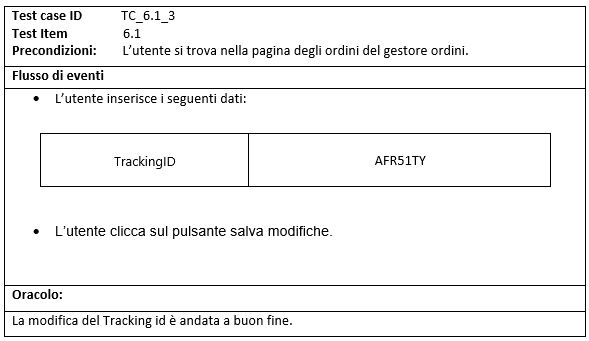 Test case ID TC_6.1_3
Test Item 6.1
Precondizioni: L'utente si trova nella pagina degli ordini del gestore ordini.
Flusso di eventi
• L'utente inserisce i seguenti dati:
TrackingID AFR51TY
• L'utente clicca sul pulsante salva modifiche.
Oracolo:
La modifica del Tracking id è andata a buon fine.